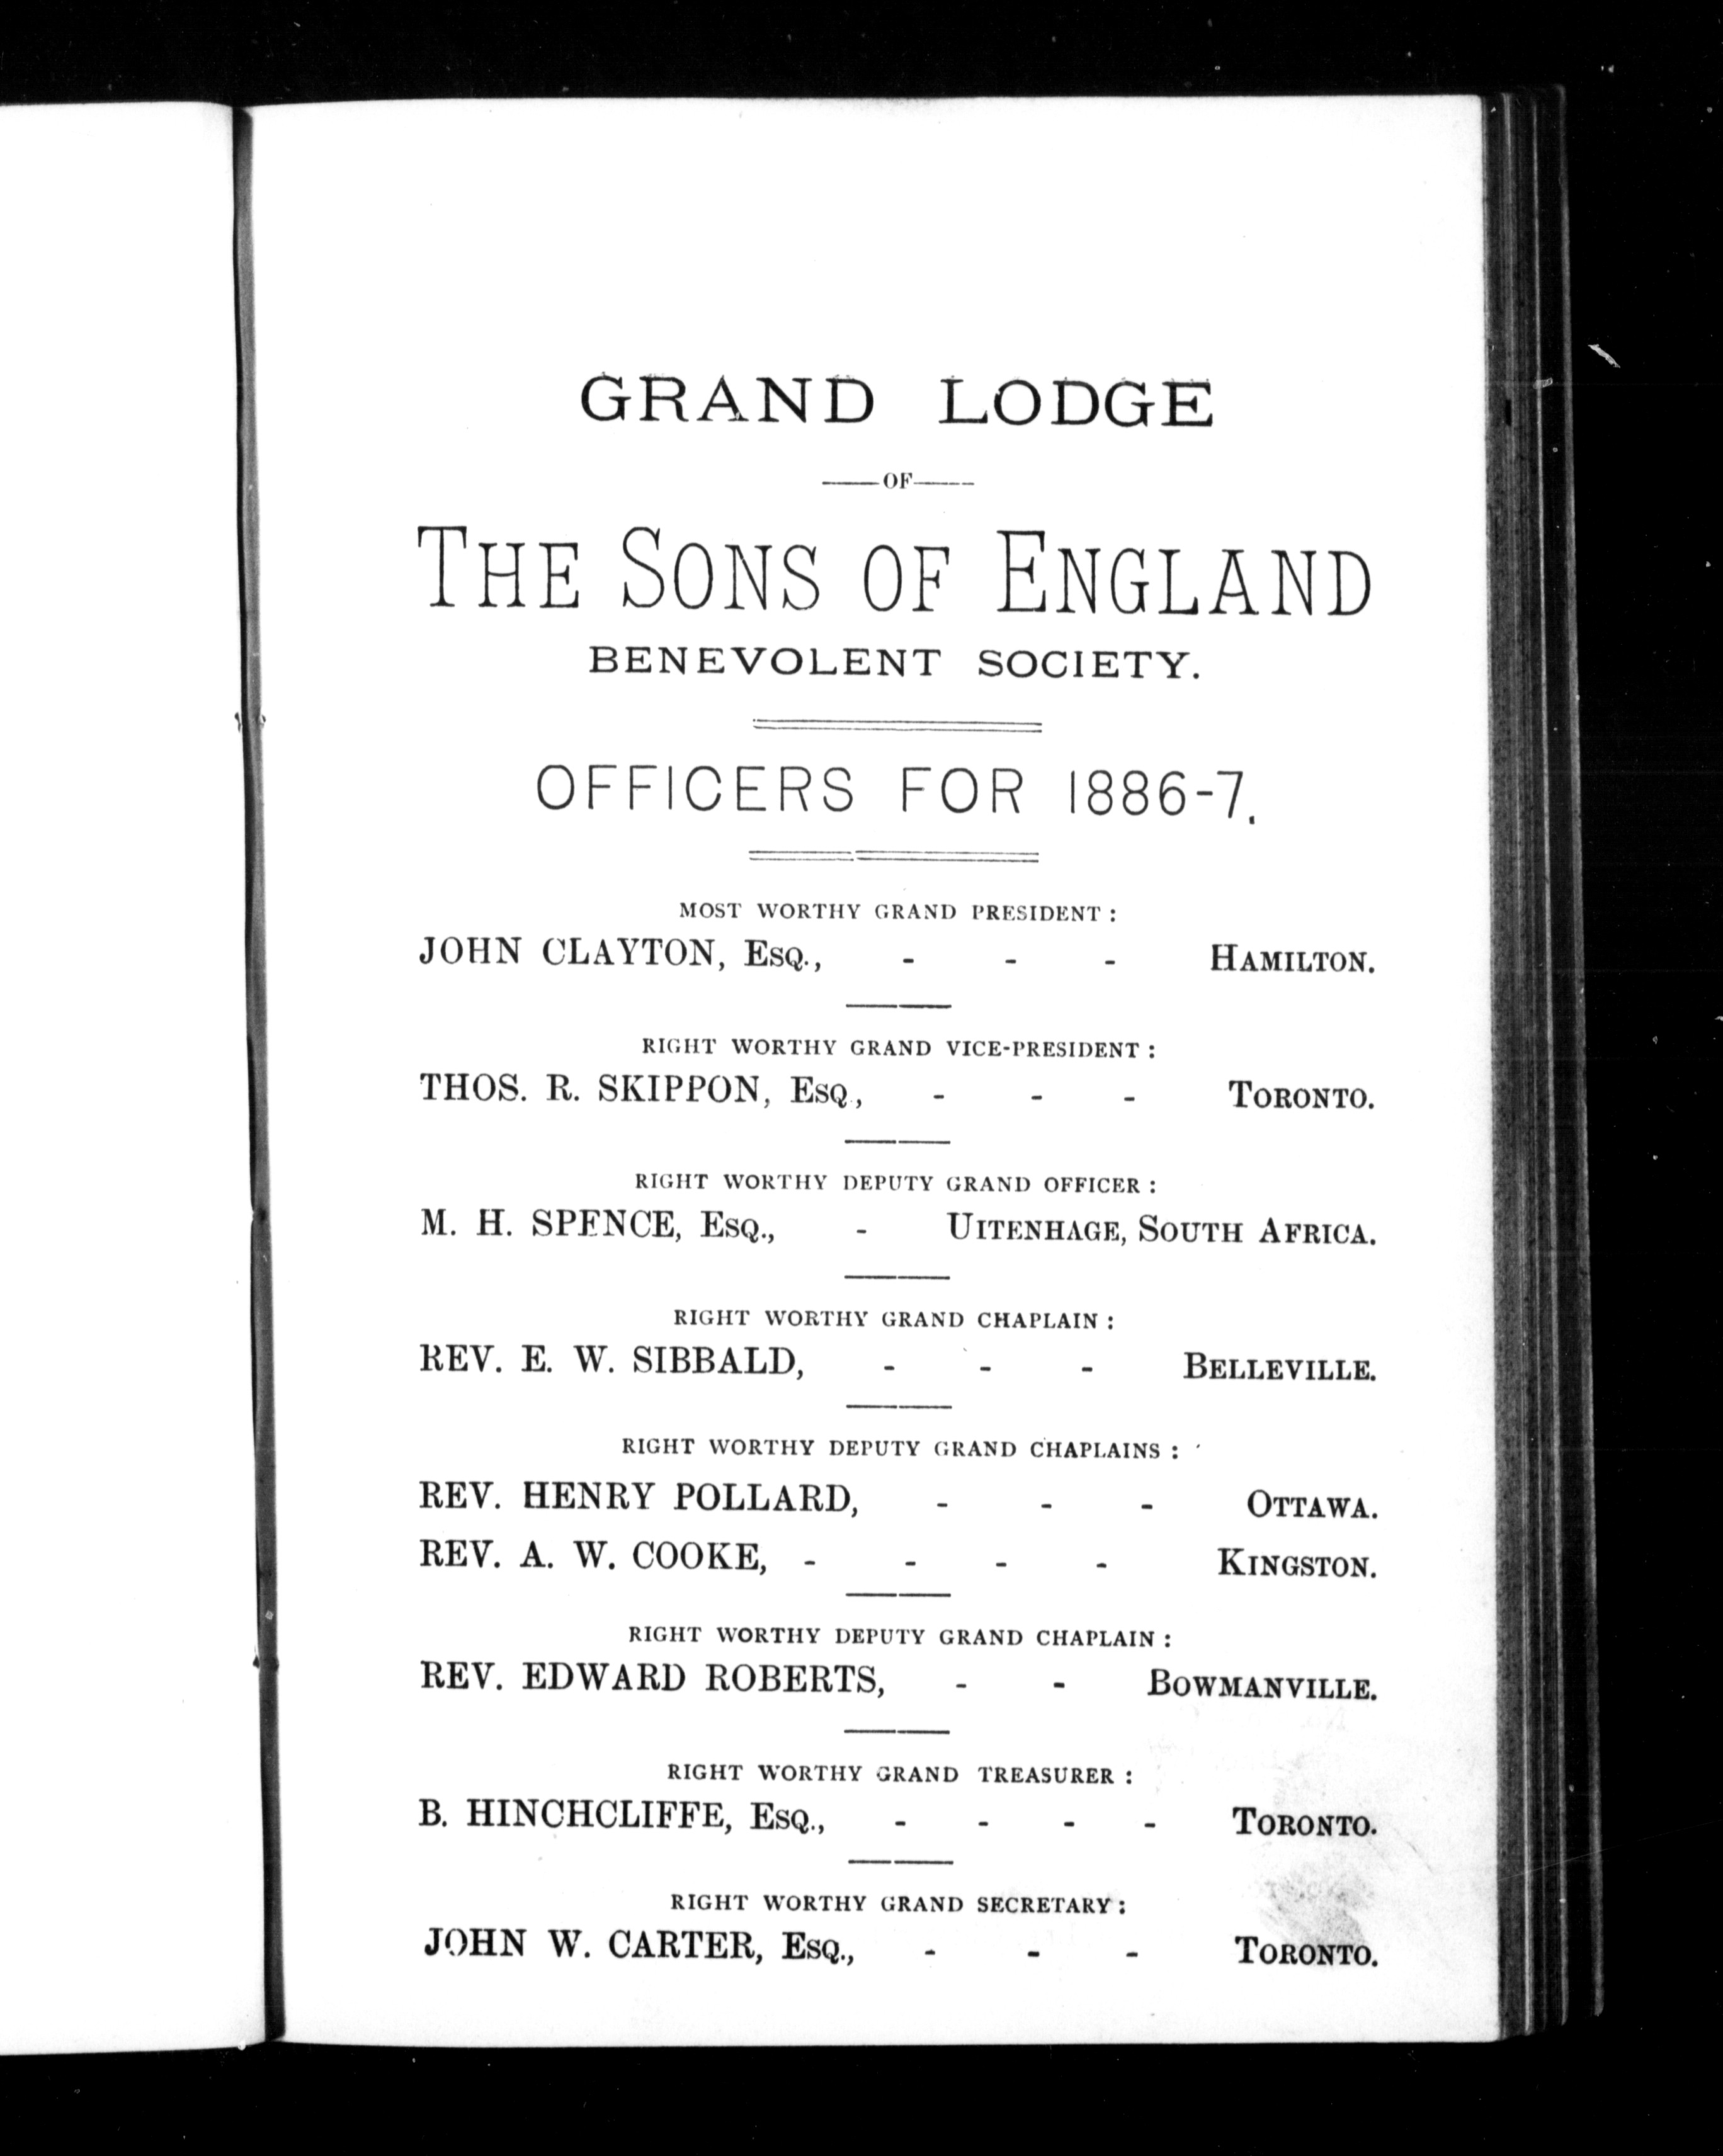 GRAND LODGE
—OF—
THE SONS OF ENGLAND
BENEVOLENT SOCIETY.
OFFICERS FOR 1886-7.
MOST WORTHY GRAND PRESIDENT :
JOHN CLAYTON, ESQ., - - - HAMILTON.
RIGHT WORTHY GRAND VICE-PRESIDENT :
THOS. R. SKIPPON, ESQ., - - - TORONTO.
RIGHT WORTHY DEPUTY GRAND OFFICER :
M. H. SPENCE, ESQ., - UITENHAGE, SOUTH AFRICA.
RIGHT WORTHY GRAND CHAPLAIN :
REV. E. W. SIBBALD, - - - BELLEVILLE.
RIGHT WORTHY DEPUTY GRAND CHAPLAINS :
REV. HENRY POLLARD, - - - OTTAWA.
REV. A. W. COOKE, - - - - KINGSTON.
RIGHT WORTHY DEPUTY GRAND CHAPLAIN :
REV. EDWARD ROBERTS, - - BOWMANVILLE.
RIGHT WORTHY GRAND TREASURER :
B. HINCHCLIFFE, ESQ., - - - - TORONTO.
RIGHT WORTHY GRAND SECRETARY :
JOHN W. CARTER, ESQ., - - - TORONTO.